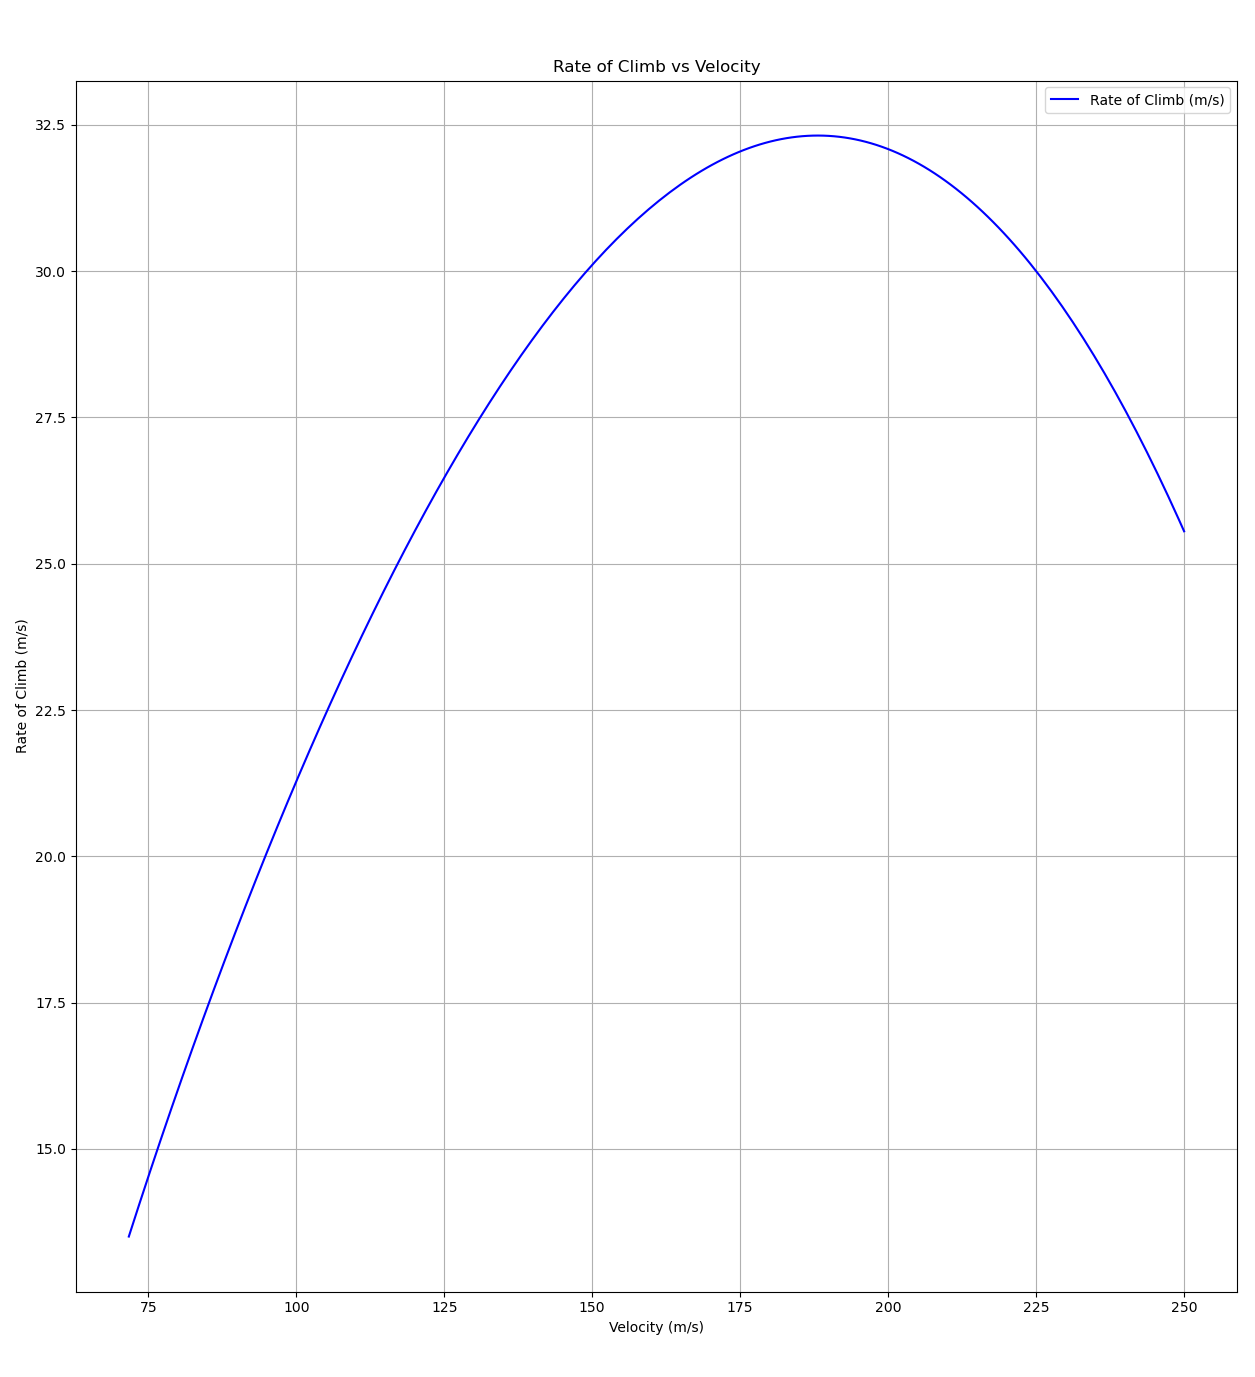 Rate of Climb vs Velocity
Rate of Climb (m/s)
32.5
30.0
27.5
25.0
22.5
20.0
17.5
15.0
Rate of Climb (m/s)
75 100 125 150 175 200 225 250
Velocity (m/s)